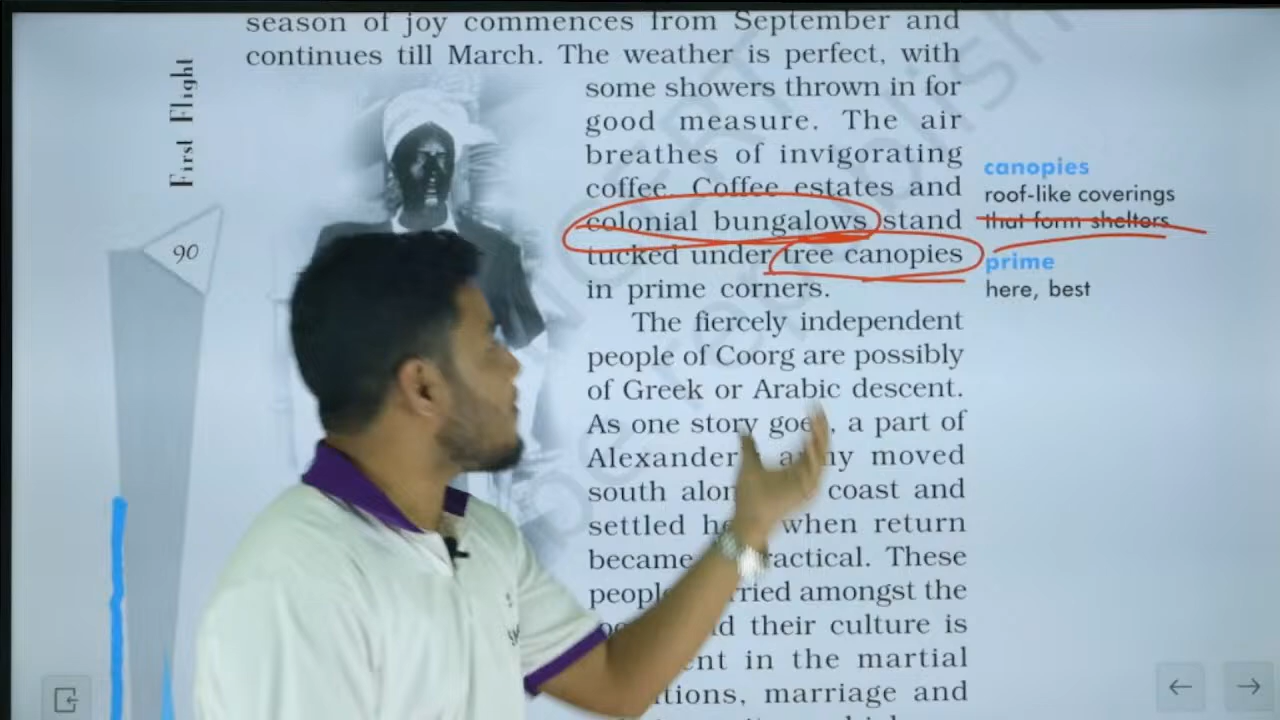 season of joy commences from September and
continues till March. The weather is perfect, with
some showers thrown in for
good measure. The air
breathes of invigorating
coffee. Coffee estates and
colonial bungalows stand
tucked under tree canopies
in prime corners.
The fiercely independent
people of Coorg are possibly
of Greek or Arabic descent.
As one story goe , a part of
Alexander' a my moved
south alon coast and
settled he when return
became ractical. These
people rried amongst the
d their culture is
ent in the martial
tions, marriage and
First Flight
90
canopies
roof-like coverings
that form shelters
prime
here, best